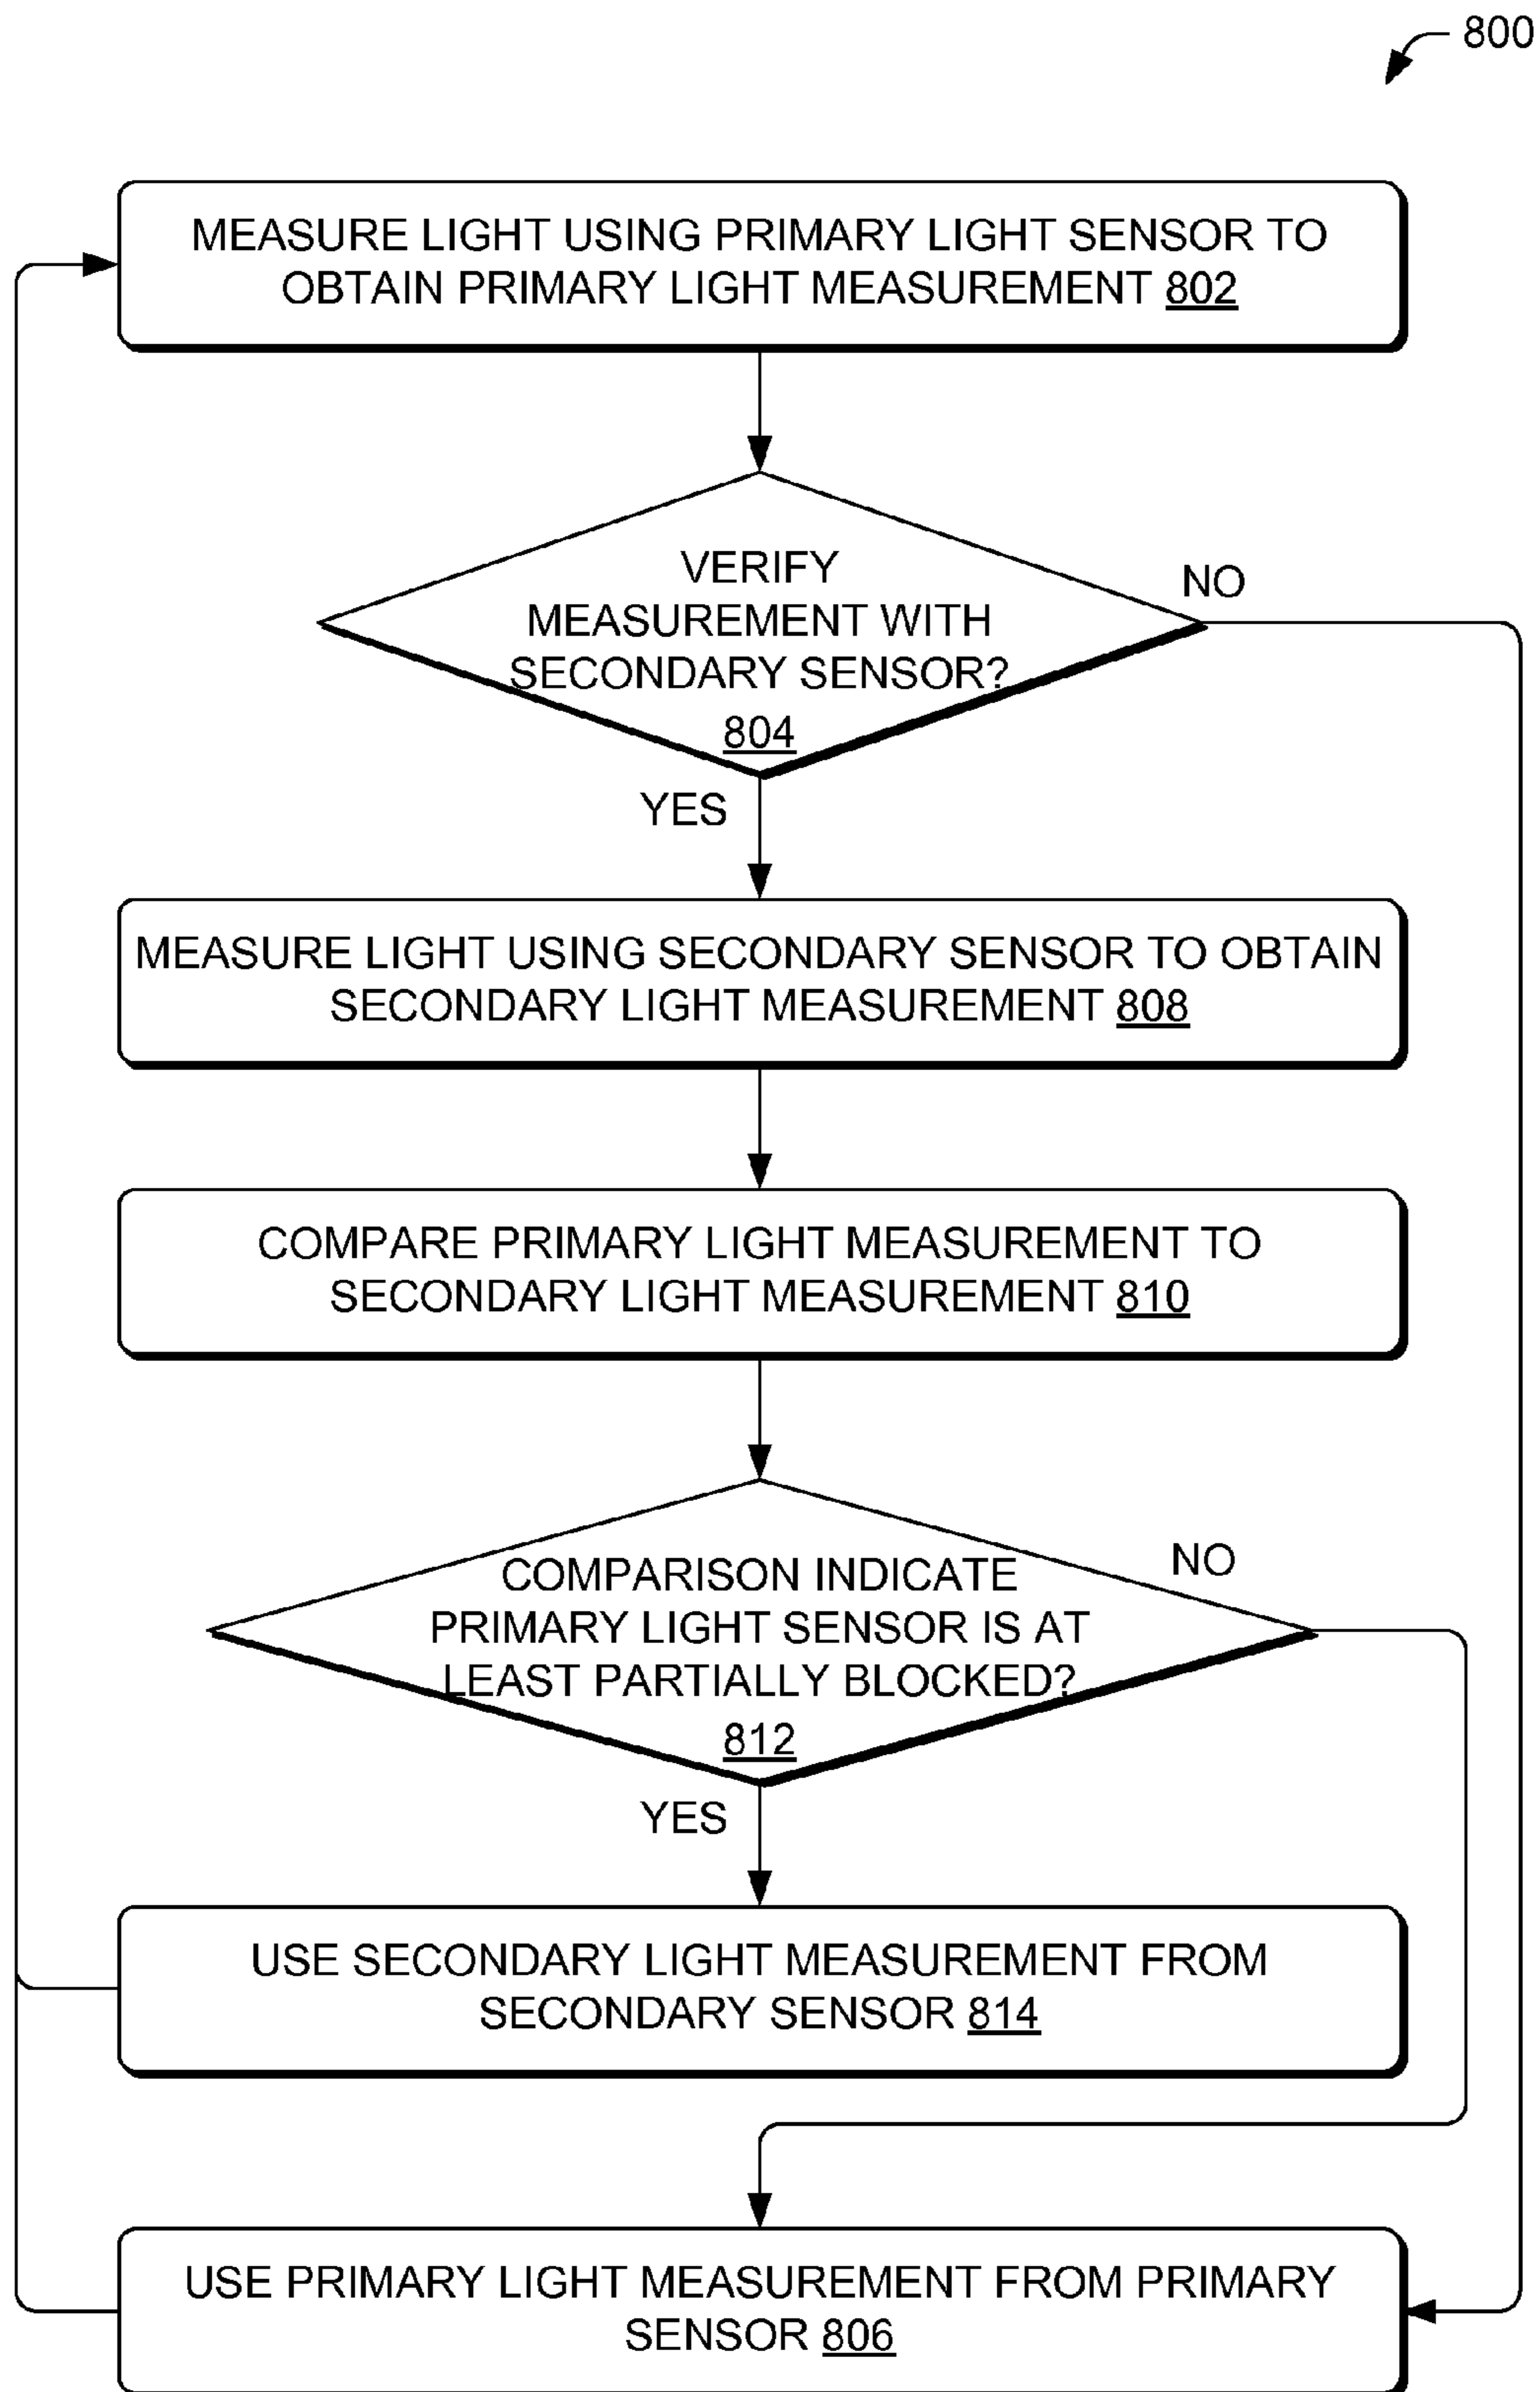 800
MEASURE LIGHT USING PRIMARY LIGHT SENSOR TO
OBTAIN PRIMARY LIGHT MEASUREMENT 802
VERIFY
MEASUREMENT WITH
SECONDARY SENSOR?
804
NO
YES
MEASURE LIGHT USING SECONDARY SENSOR TO OBTAIN
SECONDARY LIGHT MEASUREMENT 808
COMPARE PRIMARY LIGHT MEASUREMENT TO
SECONDARY LIGHT MEASUREMENT 810
COMPARISON INDICATE
PRIMARY LIGHT SENSOR IS AT
LEAST PARTIALLY BLOCKED?
812
NO
YES
USE SECONDARY LIGHT MEASUREMENT FROM
SECONDARY SENSOR 814
USE PRIMARY LIGHT MEASUREMENT FROM PRIMARY
SENSOR 806